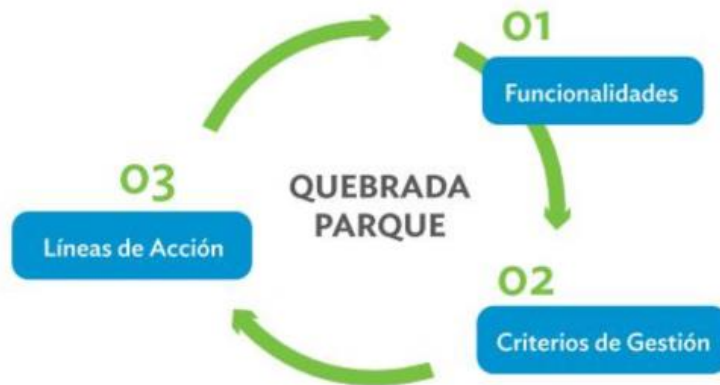 01
Funcionalidades
03
QUEBRADA
PARQUE
Líneas de Acción
02
Criterios de Gestión